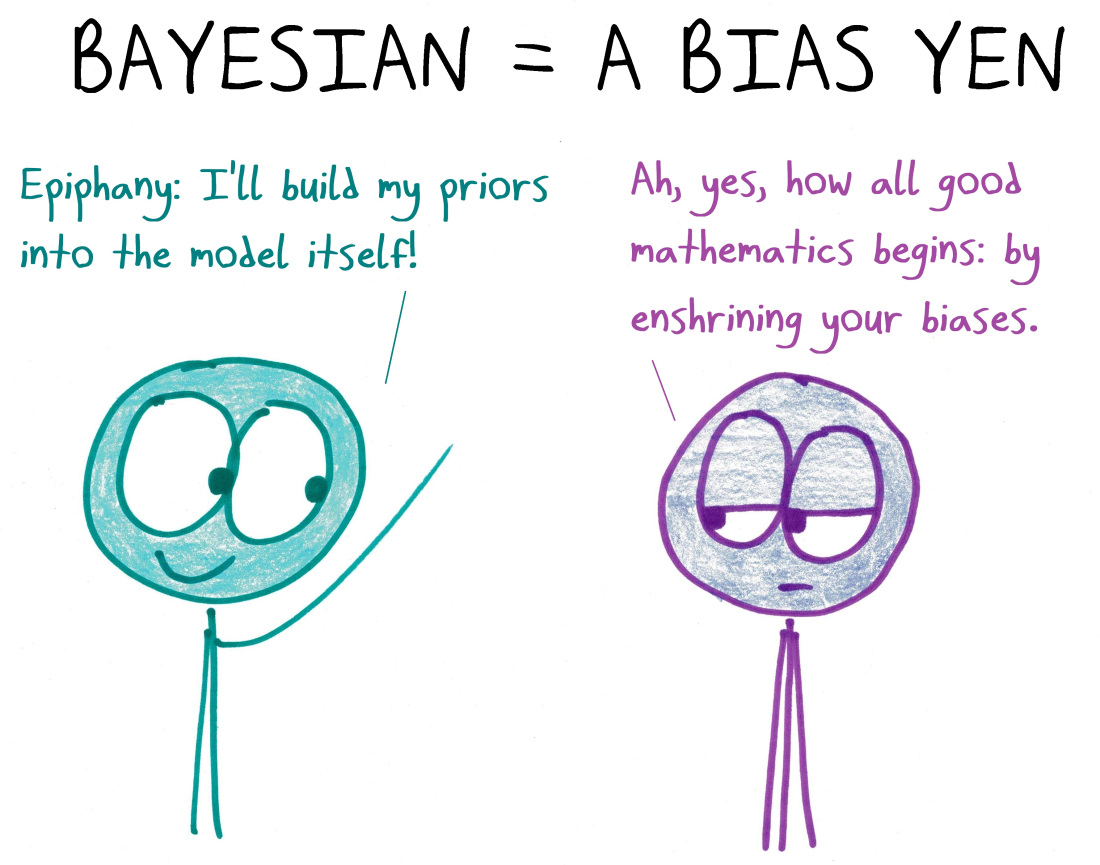 BAYESIAN = A BIAS YEN
Epiphany: I'll build my priors
into the model itself!
Ah, yes, how all good
mathematics begins: by
enshrining your biases.